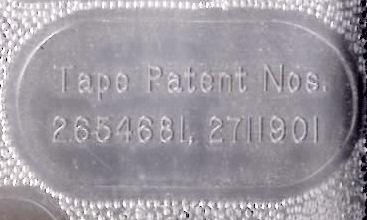 Tape Patent Nos.
2654681, 2711901